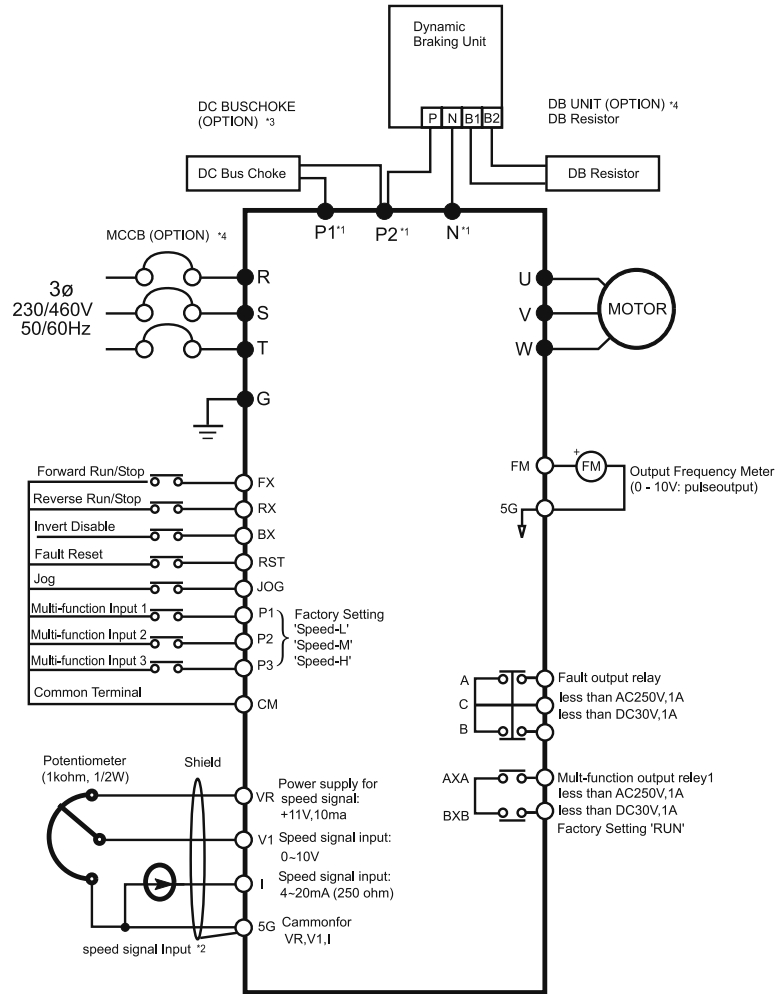 Dynamic
Braking Unit
P N B1 B2
DC BUSCHOKE
(OPTION) *3
DB UNIT (OPTION) *4
DB Resistor
DC Bus Choke
DB Resistor
P1*1
P2*1
N*1
MCCB (OPTION) *4
3ø
230/460V
50/60Hz
R
S
T
G
U
V
W
MOTOR
Forward Run/Stop
FX
Reverse Run/Stop
RX
Invert Disable
BX
Fault Reset
RST
Jog
JOG
Multi-function Input 1
P1
Multi-function Input 2
P2
Multi-function Input 3
P3
Factory Setting
'Speed-L'
'Speed-M'
'Speed-H'
Common Terminal
CM
FM
+
FM
5G
Output Frequency Meter
(0 - 10V: pulseoutput)
A
C
B
Fault output relay
less than AC250V,1A
less than DC30V,1A
AXA
BXB
Mult-function output reley1
less than AC250V,1A
less than DC30V,1A
Factory Setting 'RUN'
Potentiometer
(1kohm, 1/2W)
Shield
VR
Power supply for
speed signal:
+11V,10ma
V1
Speed signal input:
0~10V
I
Speed signal input:
4~20mA (250 ohm)
5G
Cammonfor
VR,V1,I
speed signal Input *2